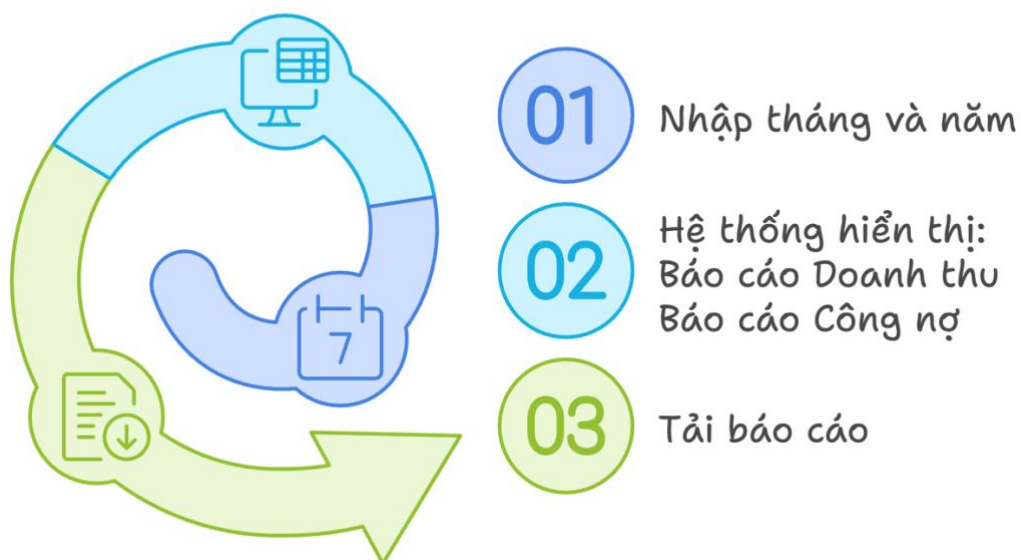 7
01
Nhập tháng và năm
02
Hệ thống hiển thị:
Báo cáo Doanh thu
Báo cáo Công nợ
03
Tải báo cáo